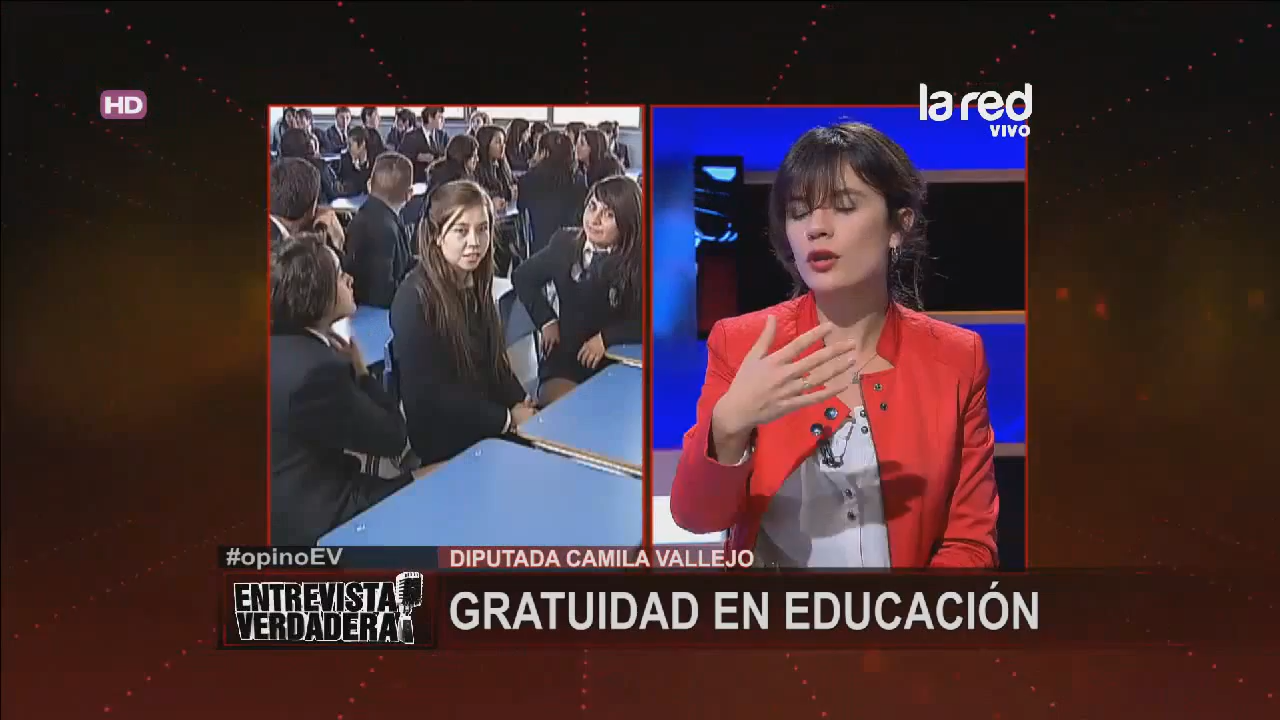 HD
la red
VIVO
#opinoEV
DIPUTADA CAMILA VALLEJO
ENTREVISTA
VERDADERA
GRATUIDAD EN EDUCACIÓN